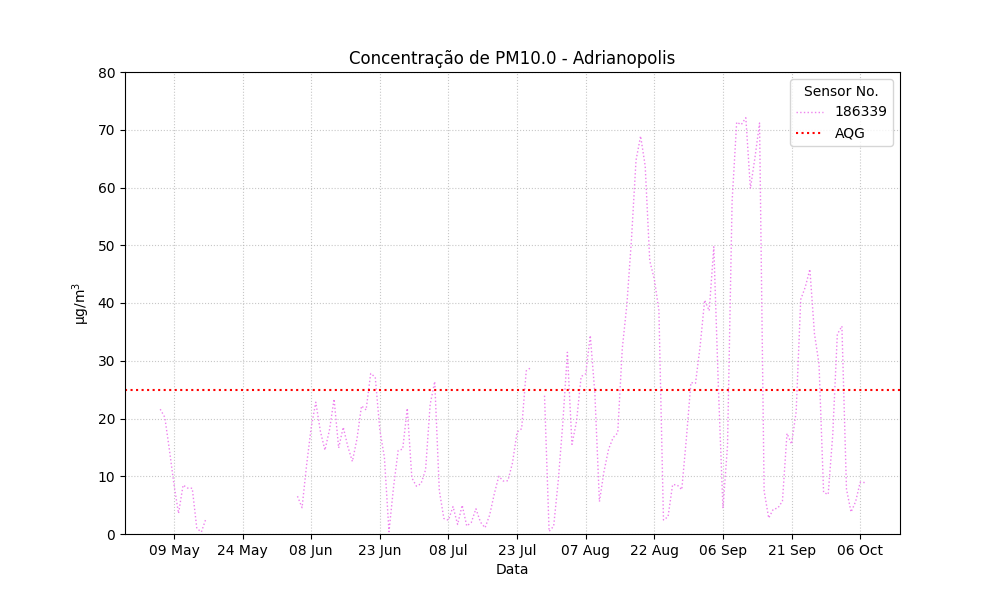 Concentração de PM10.0 - Adrianopolis
80
70
60
50
40
30
20
10
0
µg/m³
Sensor No.
186339
AQG
09 May 24 May 08 Jun 23 Jun 08 Jul 23 Jul 07 Aug 22 Aug 06 Sep 21 Sep 06 Oct
Data